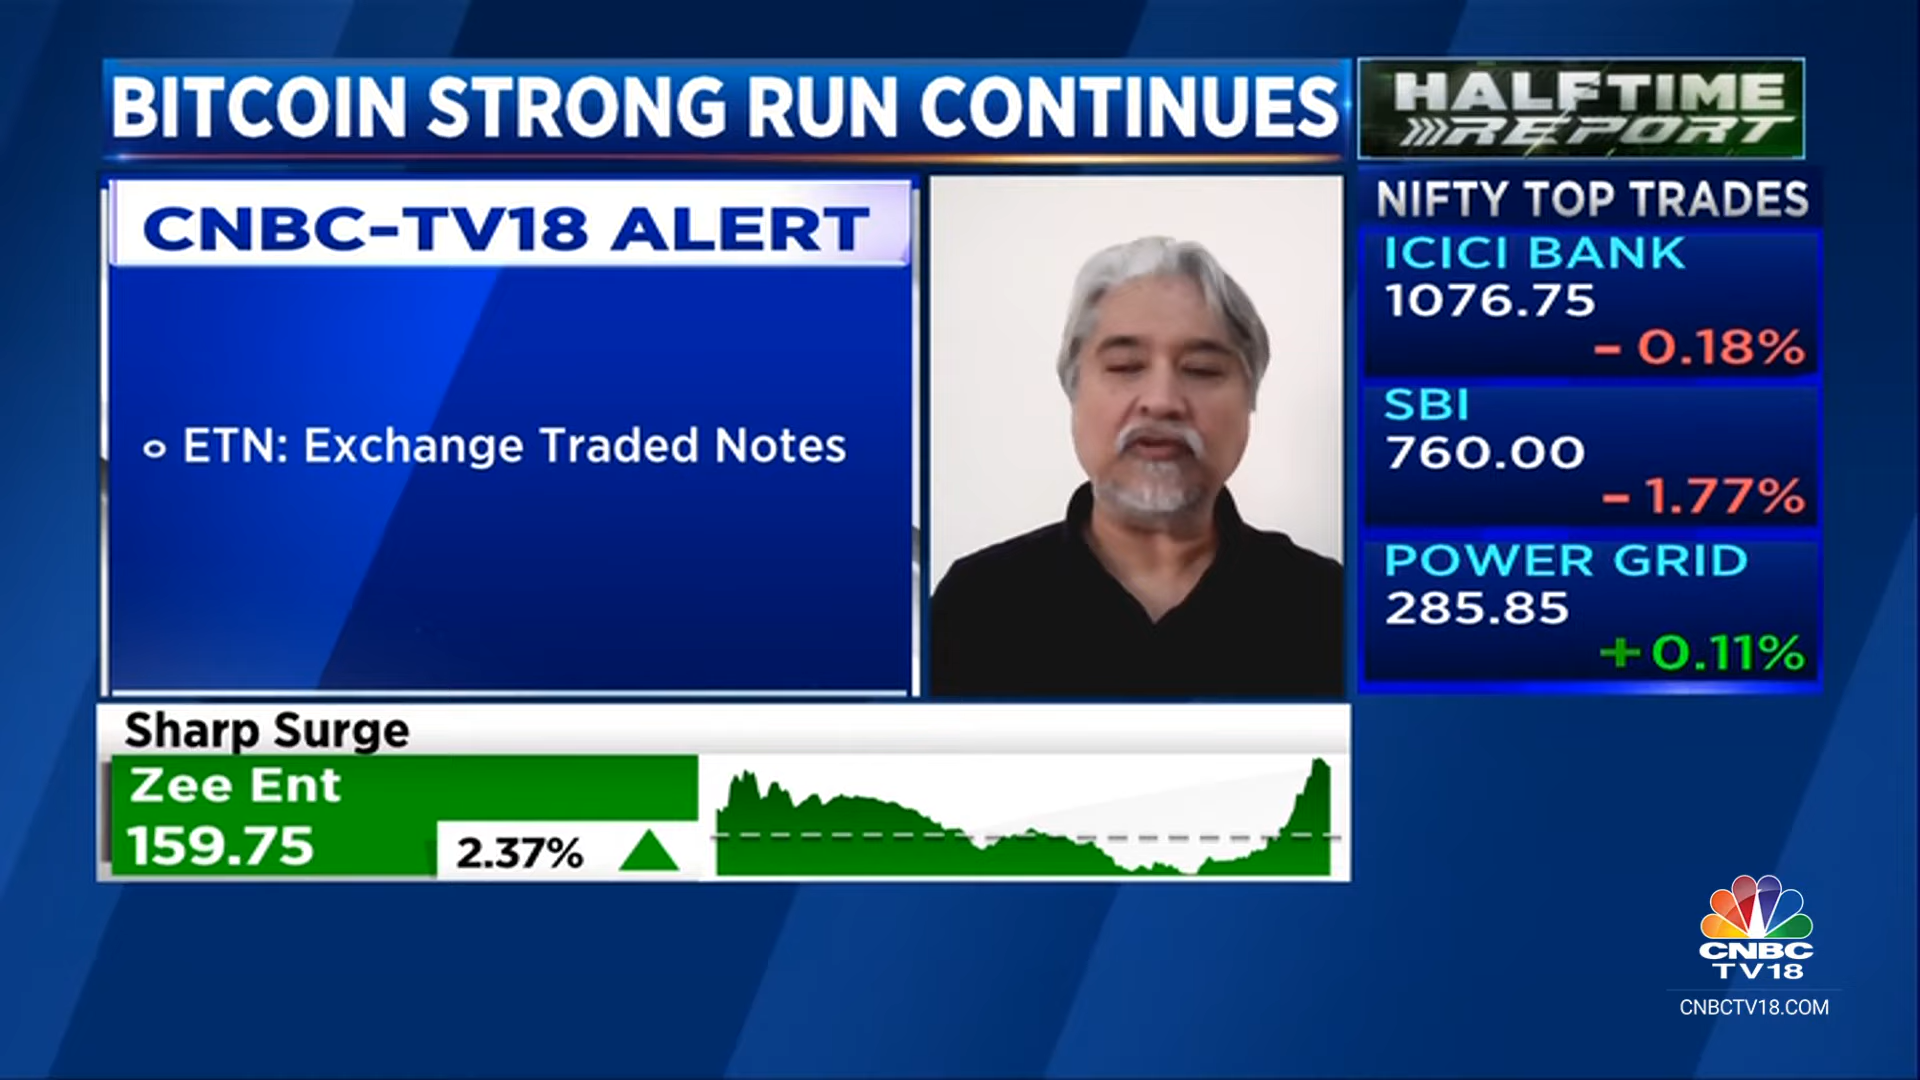 BITCOIN STRONG RUN CONTINUES
HALFTIME
REPORT
CNBC-TV18 ALERT
ETN: Exchange Traded Notes
NIFTY TOP TRADES
ICICI BANK
1076.75
- 0.18%
SBI
760.00
- 1.77%
POWER GRID
285.85
+0.11%
Sharp Surge
Zee Ent
159.75
2.37%
CNBC
TV18
CNBCTV18.COM